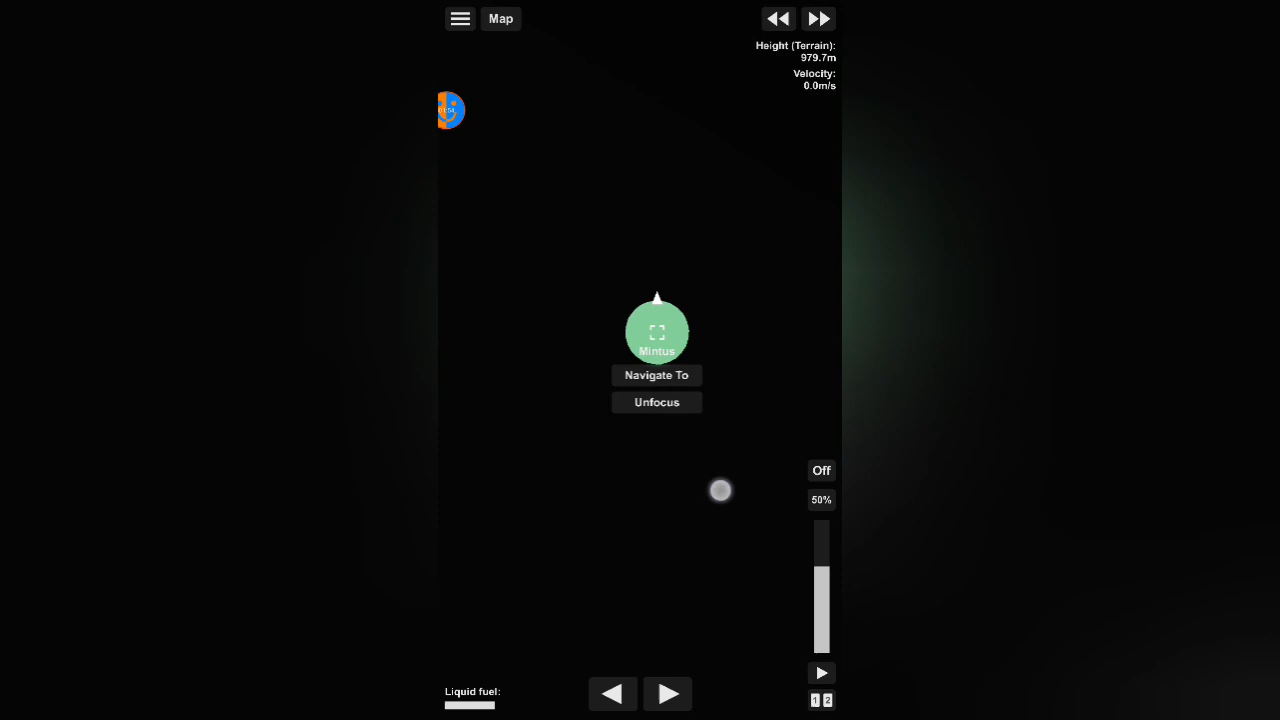 Map
Height (Terrain):
979.7m
Velocity:
0.0m/s
Mintus
Navigate To
Unfocus
Off
50%
Liquid fuel:
1 2